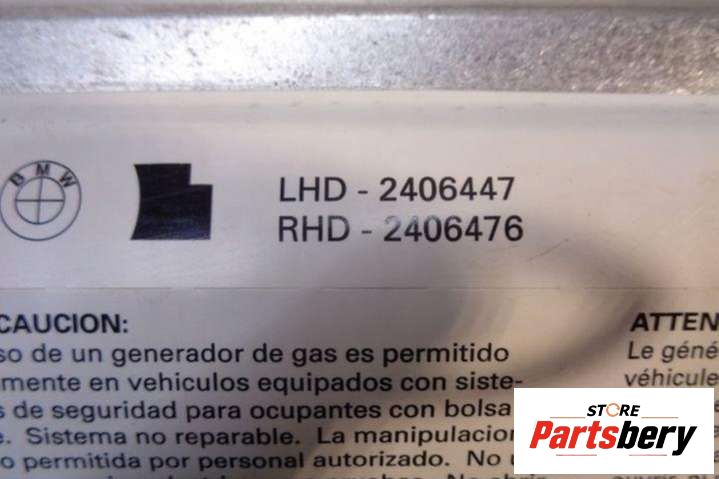 BMW
LHD - 2406447
RHD - 2406476
CAUCION:
so de un generador de gas es permitido
mente en vehiculos equipados con siste-
s de seguridad para ocupantes con bolsa
Sistema no reparable. La manipulacion
o permitida por personal autorizado. No
ATTEN
Le géné
véhicule
STORE
Partsbery